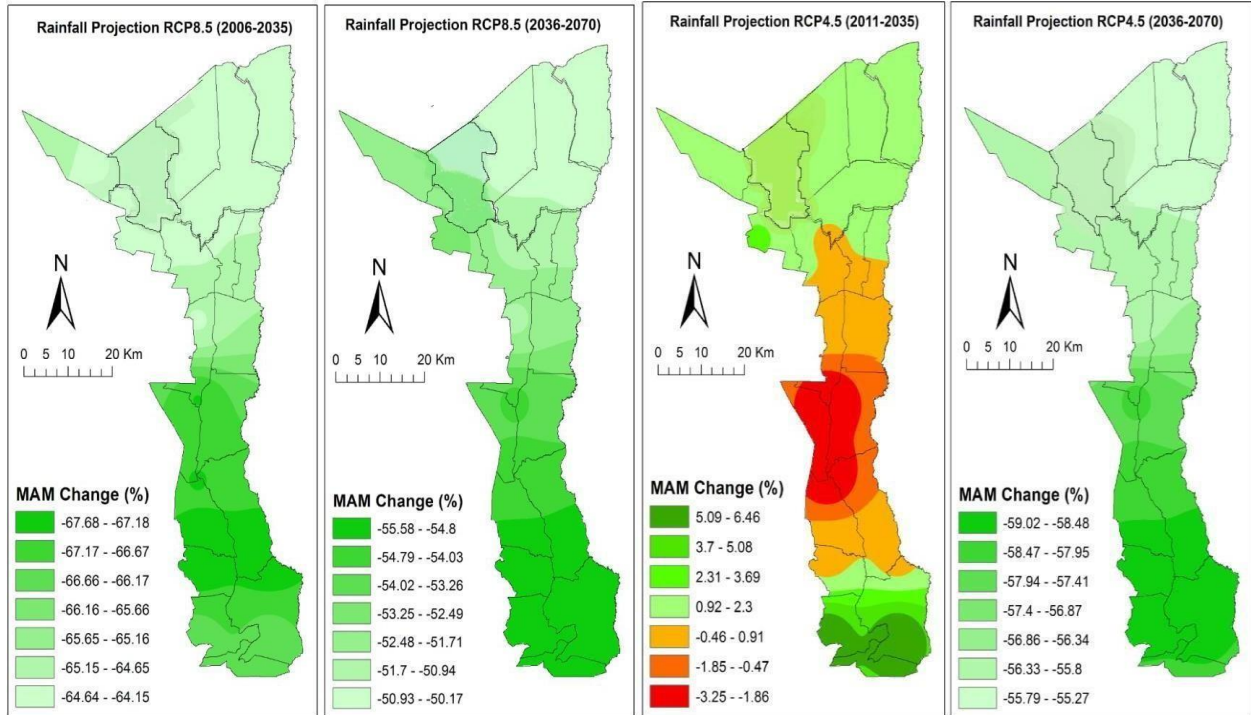 Rainfall Projection RCP8.5 (2006-2035)
N
0 5 10 20 Km
MAM Change (%)
-67.68 - -67.18
-67.17 - -66.67
-66.66 - -66.17
-66.16 - -65.66
-65.65 - -65.16
-65.15 - -64.65
-64.64 - -64.15
Rainfall Projection RCP8.5 (2036-2070)
N
0 5 10 20 Km
MAM Change (%)
-55.58 - -54.8
-54.79 - -54.03
-54.02 - -53.26
-53.25 - -52.49
-52.48 - -51.71
-51.7 - -50.94
-50.93 - -50.17
Rainfall Projection RCP4.5 (2011-2035)
N
0 5 10 20 Km
MAM Change (%)
5.09 - 6.46
3.7 - 5.08
2.31 - 3.69
0.92 - 2.3
-0.46 - 0.91
-1.85 - -0.47
-3.25 - -1.86
Rainfall Projection RCP4.5 (2036-2070)
N
0 5 10 20 Km
MAM Change (%)
-59.02 - -58.48
-58.47 - -57.95
-57.94 - -57.41
-57.4 - -56.87
-56.86 - -56.34
-56.33 - -55.8
-55.79 - -55.27